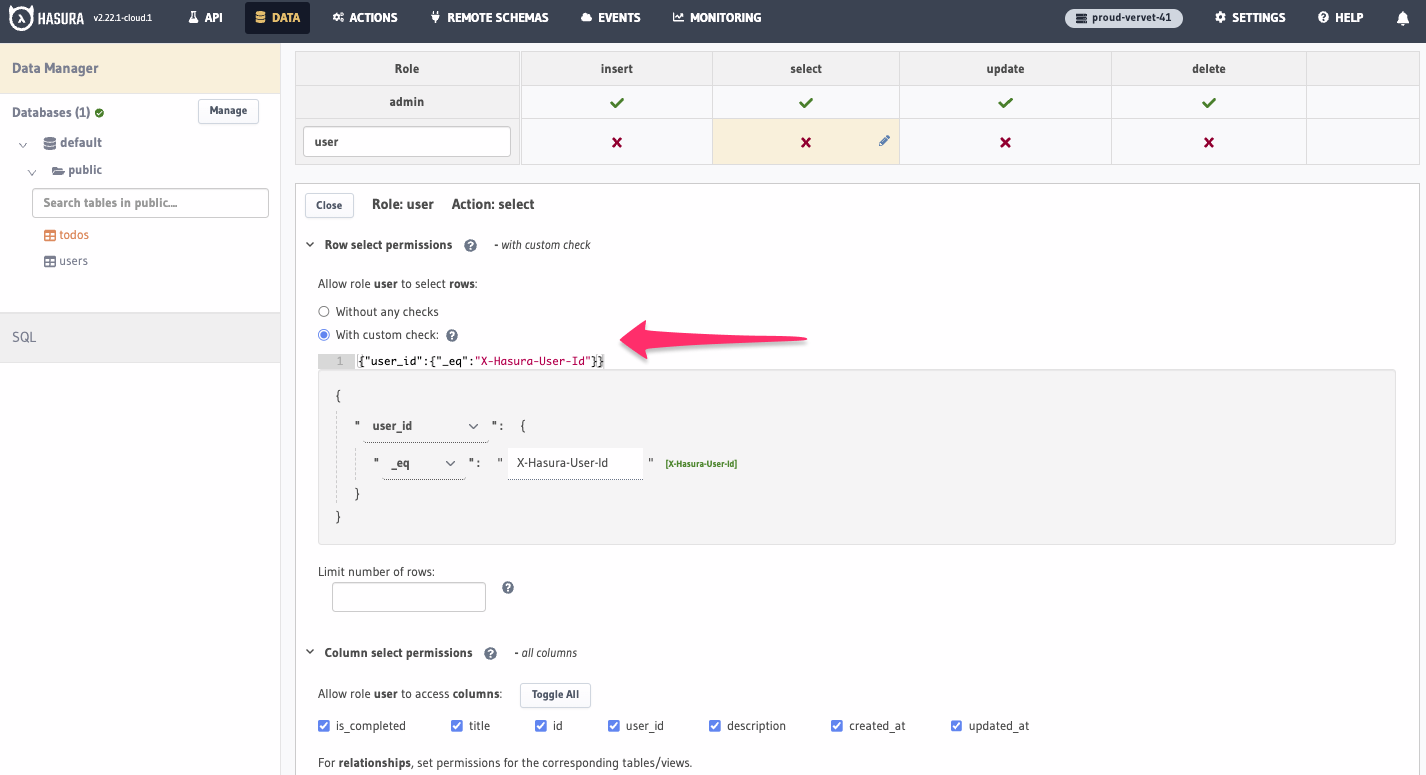 HASURA v2.22.1-cloud.1 API DATA ACTIONS REMOTE SCHEMAS EVENTS MONITORING proud-vervet-41 SETTINGS HELP
Data Manager
Databases (1) Manage
default
public
Search tables in public....
todos
users
SQL
Role insert select update delete
admin
user
Close Role: user Action: select
Row select permissions ? - with custom check
Allow role user to select rows:
Without any checks
With custom check: ?
1 {"user_id":{"_eq":"X-Hasura-User-Id"}}
{
" user_id ": {
" _eq ": " X-Hasura-User-Id " [X-Hasura-User-Id]
}
}
Limit number of rows:
?
Column select permissions ? - all columns
Allow role user to access columns: Toggle All
is_completed title id user_id description created_at updated_at
For relationships, set permissions for the corresponding tables/views.